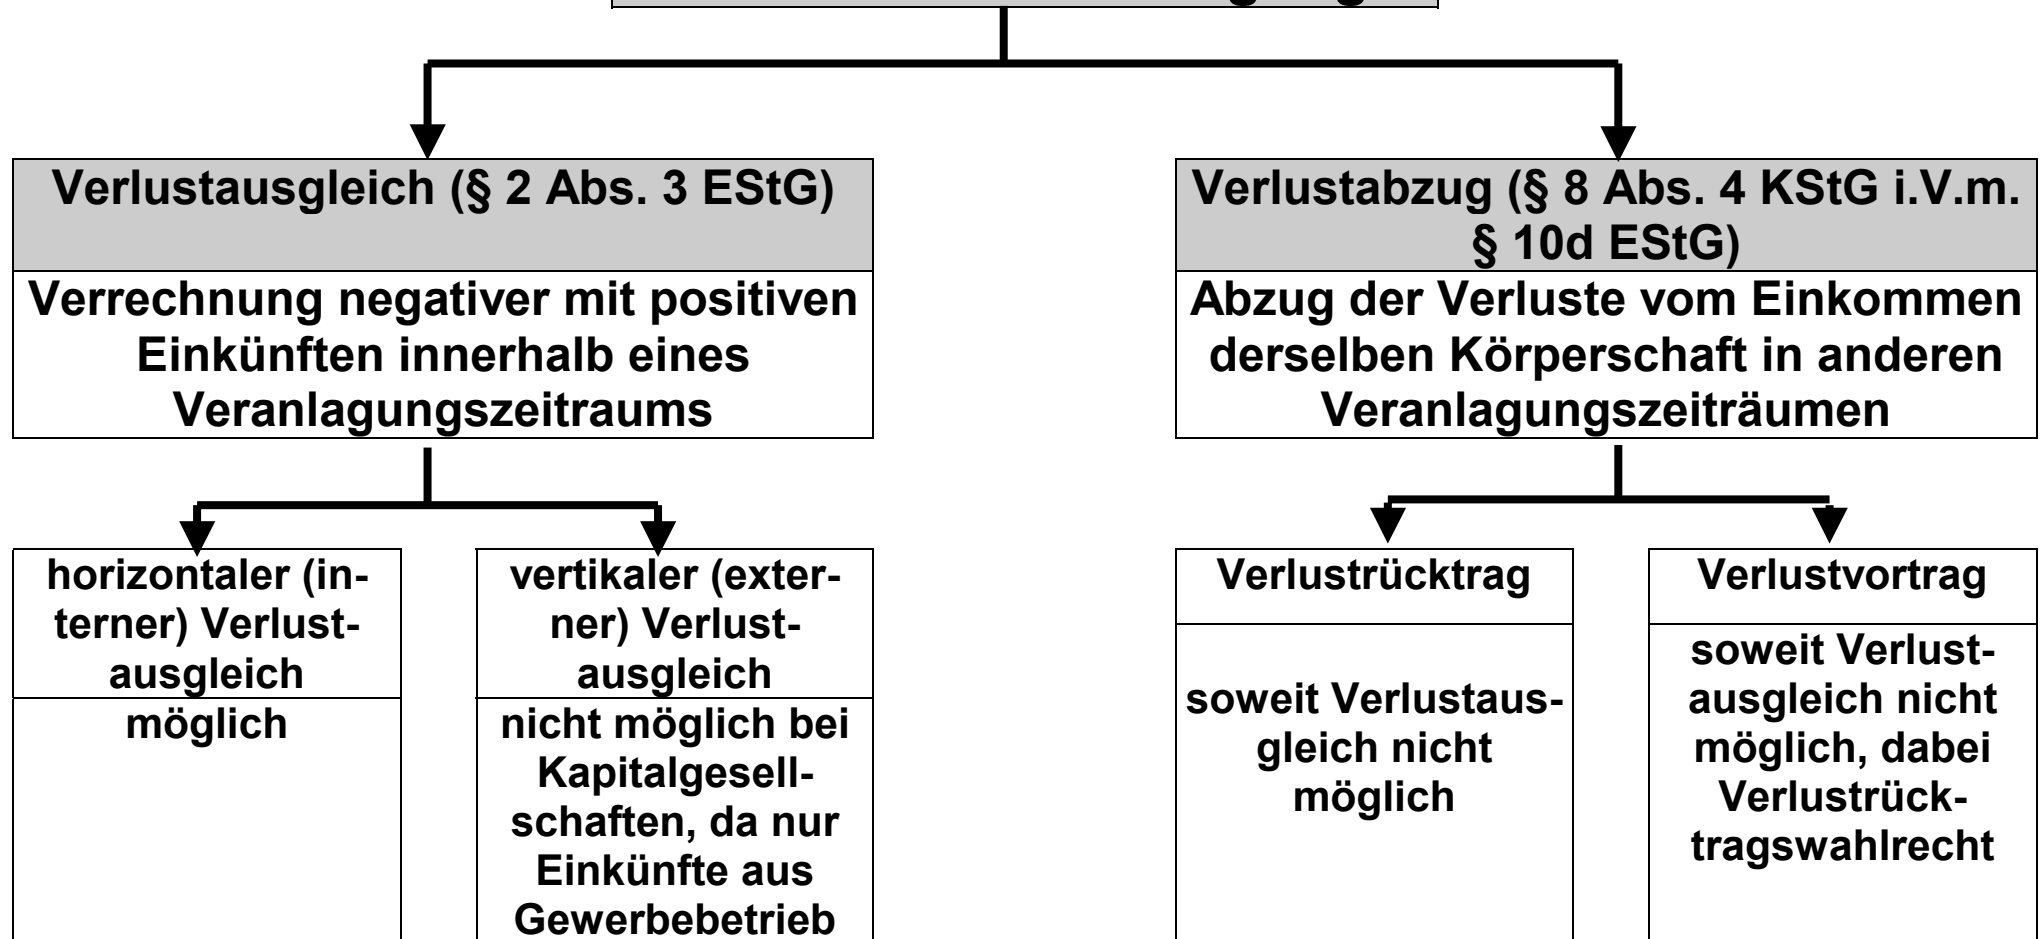 Verlustausgleich (§ 2 Abs. 3 EStG)
Verrechnung negativer mit positiven
Einkünften innerhalb eines
Veranlagungszeitraums
Verlustabzug (§ 8 Abs. 4 KStG i.V.m.
§ 10d EStG)
Abzug der Verluste vom Einkommen
derselben Körperschaft in anderen
Veranlagungszeiträumen
horizontaler (in-
terner) Verlust-
ausgleich
möglich
vertikaler (exter-
ner) Verlust-
ausgleich
nicht möglich bei
Kapitalgesell-
schaften, da nur
Einkünfte aus
Gewerbebetrieb
Verlustrücktrag
soweit Verlustaus-
gleich nicht
möglich
Verlustvortrag
soweit Verlust-
ausgleich nicht
möglich, dabei
Verlustrück-
tragswahlrecht